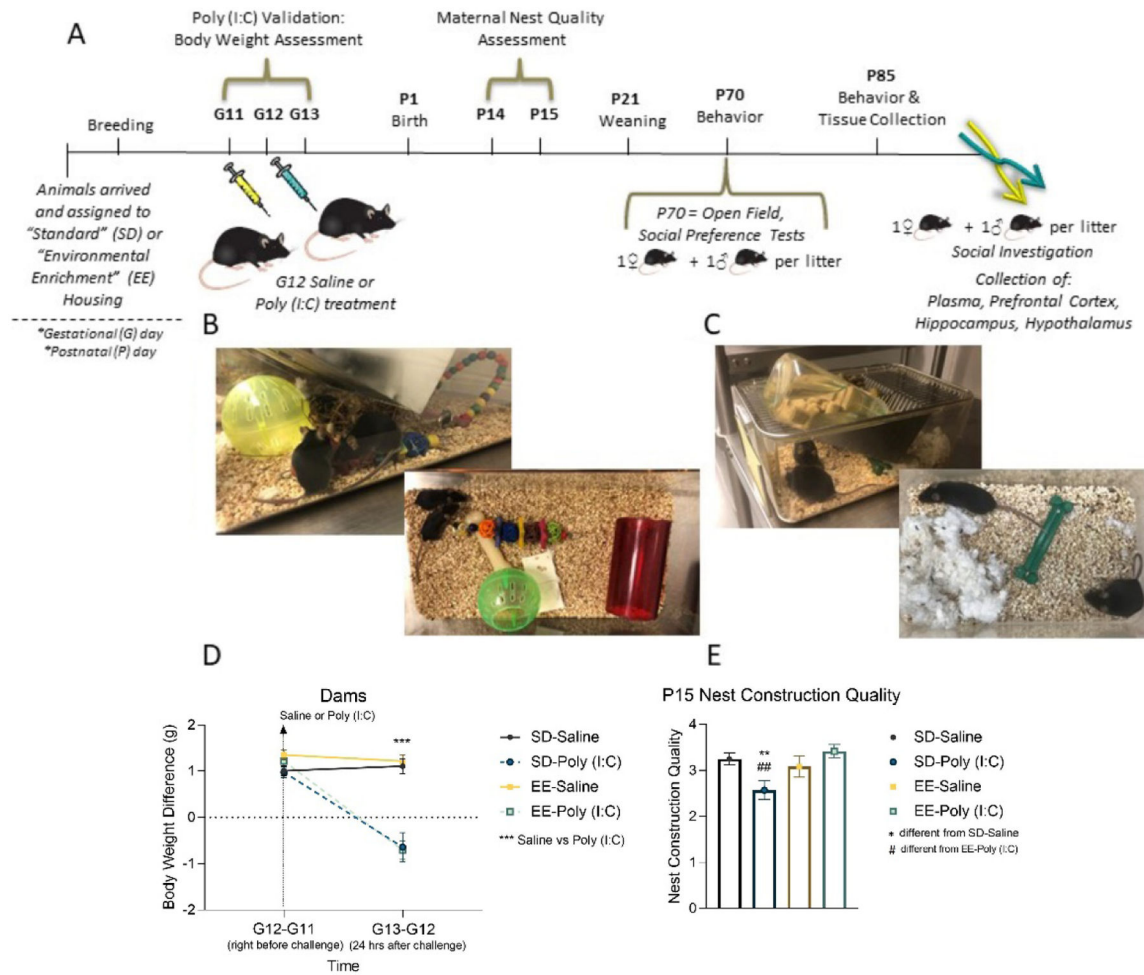 A
Poly (I:C) Validation:
Body Weight Assessment
Maternal Nest Quality
Assessment
Breeding
G11
G12
G13
P1
Birth
P14
P15
P21
Weaning
P70
Behavior
P85
Behavior &
Tissue Collection
Animals arrived
and assigned to
"Standard" (SD) or
"Environmental
Enrichment" (EE)
Housing
*Gestational (G) day
*Postnatal (P) day
G12 Saline or
Poly (I:C) treatment
P70 = Open Field,
Social Preference Tests
1♀ + 1♂ per litter
1♀ + 1♂ per litter
Social Investigation
Collection of:
Plasma, Prefrontal Cortex,
Hippocampus, Hypothalamus
B
C
D
Dams
Saline or Poly (I:C)
***
Body Weight Difference (g)
2
1
0
-1
-2
G12-G11
(right before challenge)
G13-G12
(24 hrs after challenge)
Time
SD-Saline
SD-Poly (I:C)
EE-Saline
EE-Poly (I:C)
*** Saline vs Poly (I:C)
E
P15 Nest Construction Quality
Nest Construction Quality
4
3
2
1
0
**
##
SD-Saline
SD-Poly (I:C)
EE-Saline
EE-Poly (I:C)
* different from SD-Saline
# different from EE-Poly (I:C)